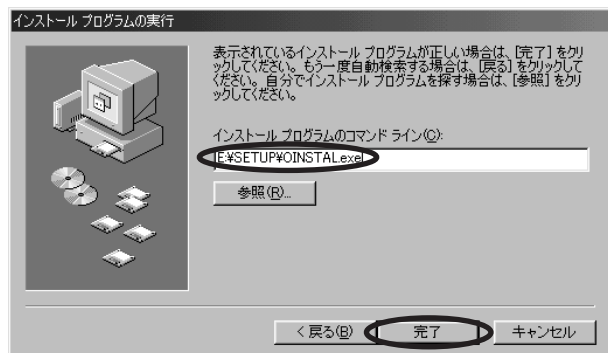 インストール プログラムの実行
表示されているインストール プログラムが正しい場合は、[完了] をクリ
ックしてください。もう一度自動検索する場合は、[戻る] をクリックして
ください。自分でインストール プログラムを探す場合は、[参照] をクリ
ックしてください。
インストール プログラムのコマンド ライン(C):
E:¥SETUP¥OINSTAL.exe
参照(R)...
< 戻る(B)
完了
キャンセル